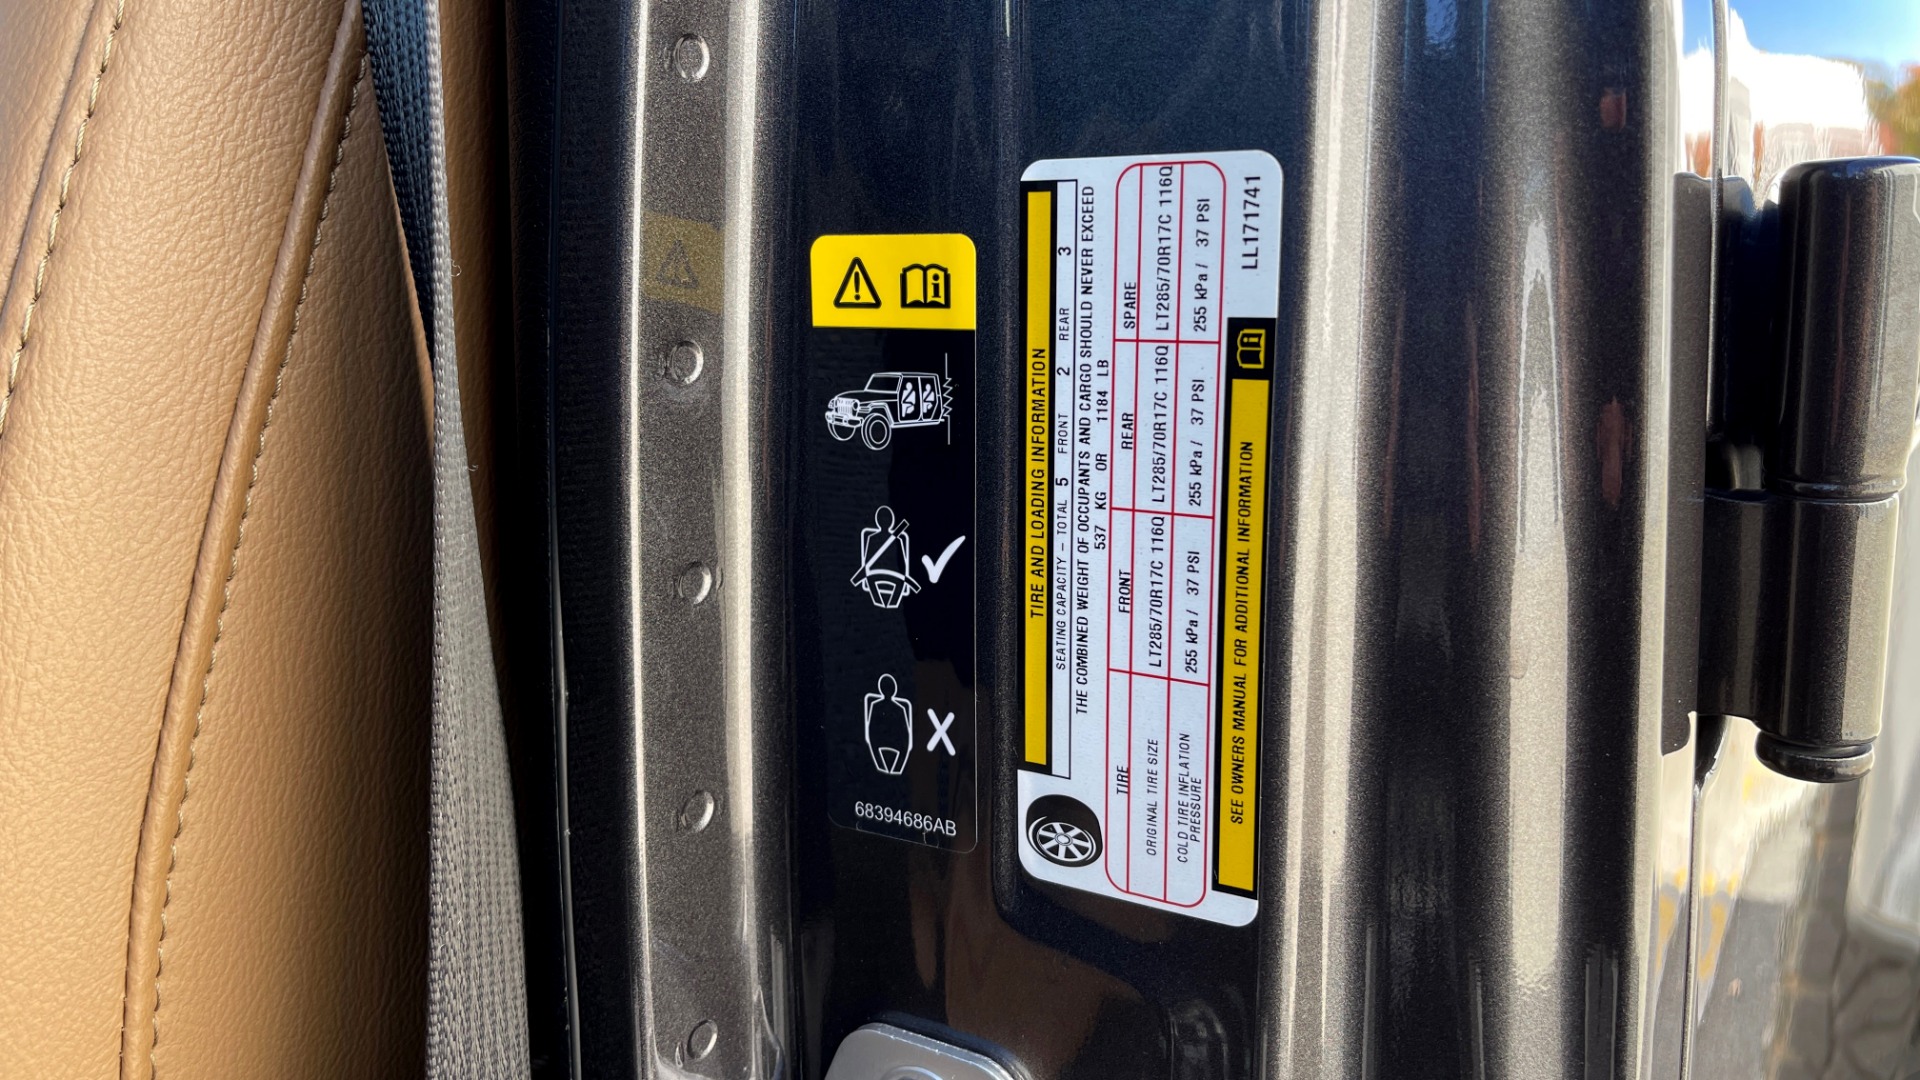 68394686AB
TIRE AND LOADING INFORMATION
SEATING CAPACITY – TOTAL 5 FRONT 2 REAR 3
THE COMBINED WEIGHT OF OCCUPANTS AND CARGO SHOULD NEVER EXCEED
537 KG OR 1184 LB
TIRE FRONT REAR SPARE
ORIGINAL TIRE SIZE LT285/70R17C 116Q LT285/70R17C 116Q LT285/70R17C 116Q
COLD TIRE INFLATION
PRESSURE 255 kPa / 37 PSI 255 kPa / 37 PSI 255 kPa / 37 PSI
SEE OWNERS MANUAL FOR ADDITIONAL INFORMATION
LL171741